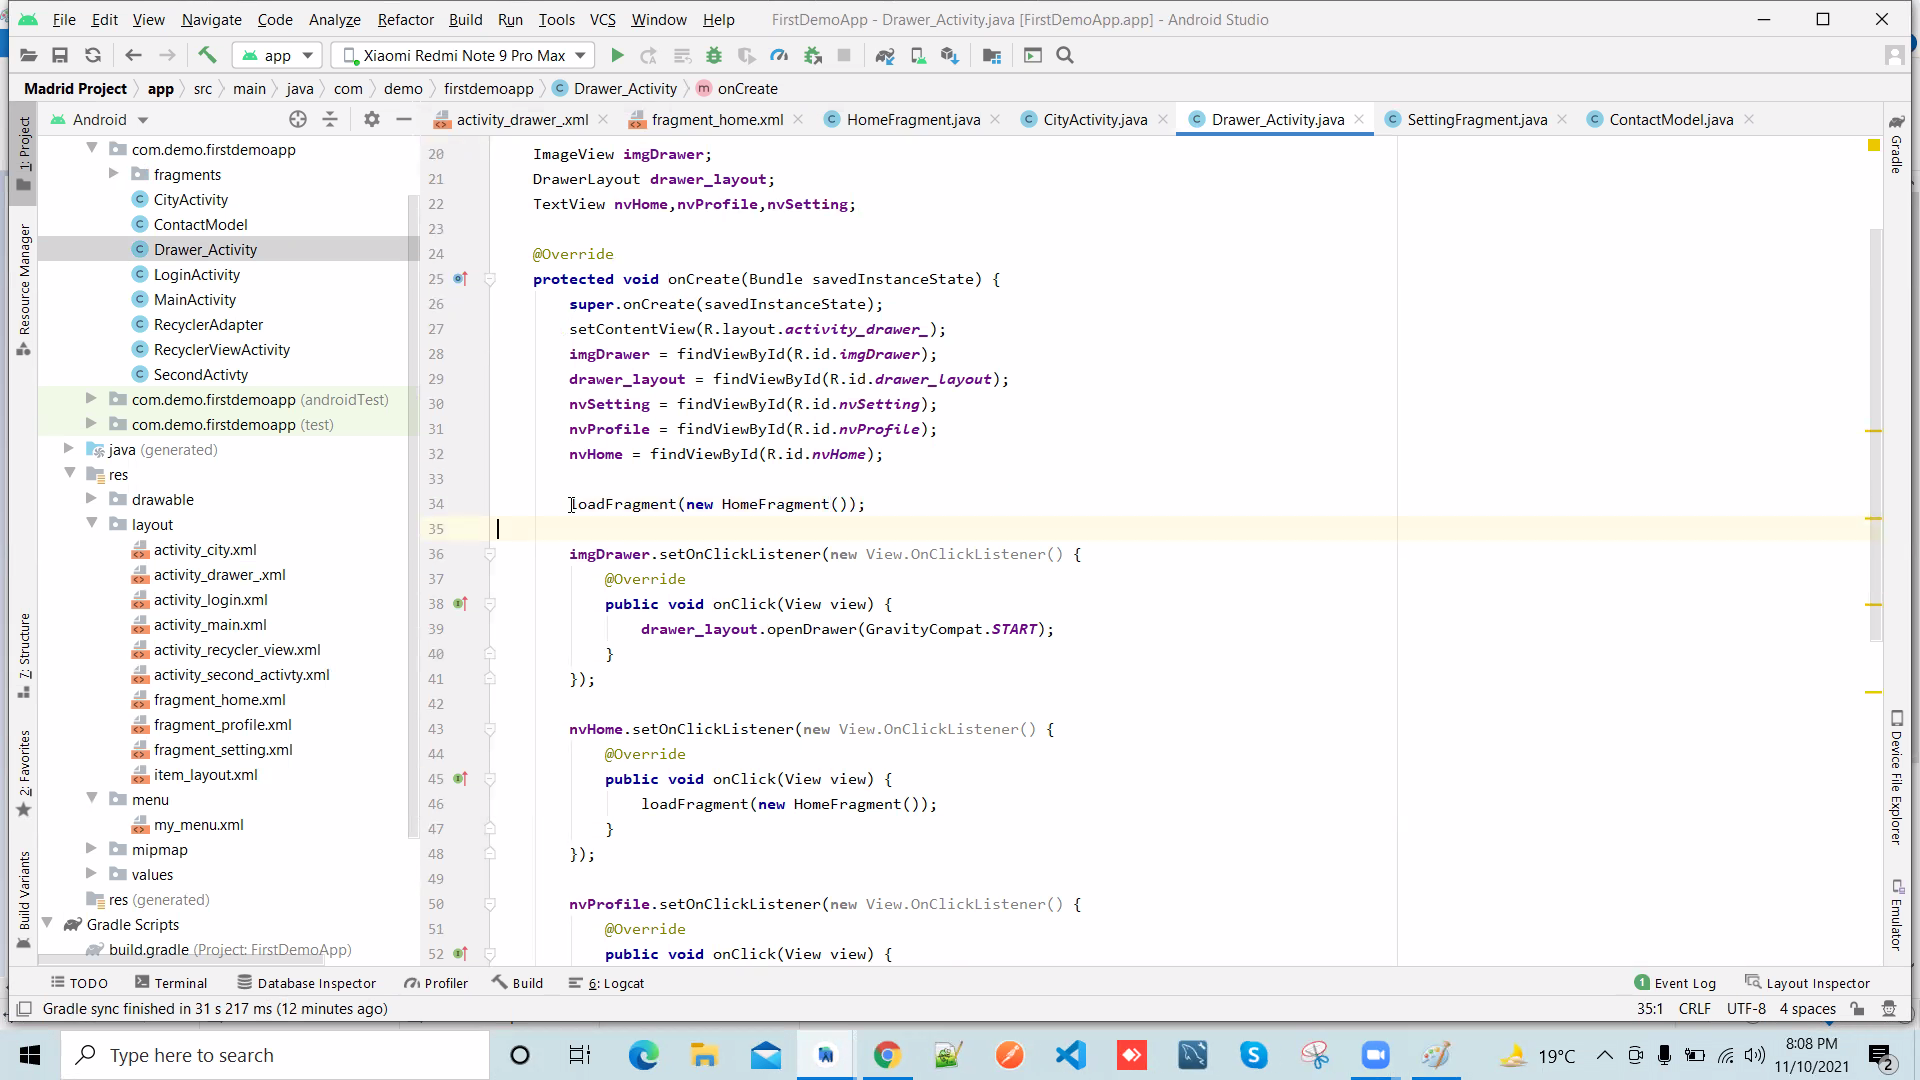 File Edit View Navigate Code Analyze Refactor Build Run Tools VCS Window Help FirstDemoApp - Drawer_Activity.java [FirstDemoApp.app] - Android Studio
app Xiaomi Redmi Note 9 Pro Max
Madrid Project app src main java com demo firstdemoapp Drawer_Activity onCreate
Android
activity_drawer_.xml fragment_home.xml HomeFragment.java CityActivity.java Drawer_Activity.java SettingFragment.java ContactModel.java
1: Project
Resource Manager
7: Structure
2: Favorites
Build Variants
com.demo.firstdemoapp
fragments
CityActivity
ContactModel
Drawer_Activity
LoginActivity
MainActivity
RecyclerAdapter
RecyclerViewActivity
SecondActivty
com.demo.firstdemoapp (androidTest)
com.demo.firstdemoapp (test)
java (generated)
res
drawable
layout
activity_city.xml
activity_drawer_.xml
activity_login.xml
activity_main.xml
activity_recycler_view.xml
activity_second_activty.xml
fragment_home.xml
fragment_profile.xml
fragment_setting.xml
item_layout.xml
menu
my_menu.xml
mipmap
values
res (generated)
Gradle Scripts
build.gradle (Project: FirstDemoApp)
20 ImageView imgDrawer;
21 DrawerLayout drawer_layout;
22 TextView nvHome,nvProfile,nvSetting;
23
24 @Override
25 protected void onCreate(Bundle savedInstanceState) {
26 super.onCreate(savedInstanceState);
27 setContentView(R.layout.activity_drawer_);
28 imgDrawer = findViewById(R.id.imgDrawer);
29 drawer_layout = findViewById(R.id.drawer_layout);
30 nvSetting = findViewById(R.id.nvSetting);
31 nvProfile = findViewById(R.id.nvProfile);
32 nvHome = findViewById(R.id.nvHome);
33
34 loadFragment(new HomeFragment());
35
36 imgDrawer.setOnClickListener(new View.OnClickListener() {
37 @Override
38 public void onClick(View view) {
39 drawer_layout.openDrawer(GravityCompat.START);
40 }
41 });
42
43 nvHome.setOnClickListener(new View.OnClickListener() {
44 @Override
45 public void onClick(View view) {
46 loadFragment(new HomeFragment());
47 }
48 });
49
50 nvProfile.setOnClickListener(new View.OnClickListener() {
51 @Override
52 public void onClick(View view) {
Gradle
Device File Explorer
Emulator
TODO Terminal Database Inspector Profiler Build 6: Logcat 1 Event Log Layout Inspector
Gradle sync finished in 31 s 217 ms (12 minutes ago) 35:1 CRLF UTF-8 4 spaces
Type here to search 19°C 8:08 PM
11/10/2021 2